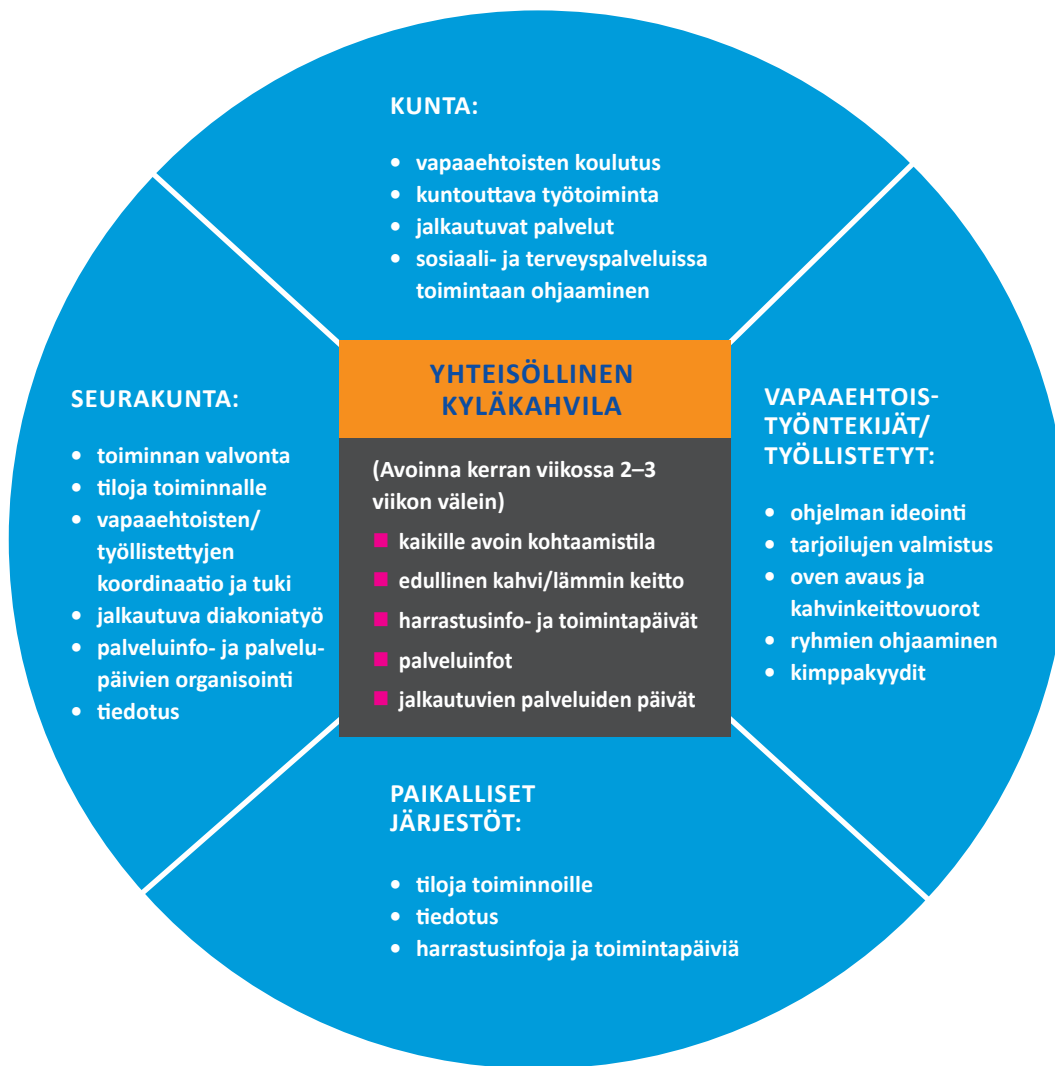 KUNTA:
• vapaaehtoisten koulutus
• kuntouttava työtoiminta
• jalkautuvat palvelut
• sosiaali- ja terveyspalveluissa
toimintaan ohjaaminen
SEURAKUNTA:
• toiminnan valvonta
• tiloja toiminnalle
• vapaaehtoisten/
työllistettyjen
koordinaatio ja tuki
• jalkautuva diakoniatyö
• palveluinfo- ja palvelu-
päivien organisointi
• tiedotus
YHTEISÖLLINEN
KYLÄKAHVILA
(Avoinna kerran viikossa 2–3
viikon välein)
■ kaikille avoin kohtaamistila
■ edullinen kahvi/lämmin keitto
■ harrastusinfo- ja toimintapäivät
■ palveluinfot
■ jalkautuvien palveluiden päivät
VAPAAEHTOIS-
TYÖNTEKIJÄT/
TYÖLLISTETYT:
• ohjelman ideointi
• tarjoilujen valmistus
• oven avaus ja
kahvinkeittovuorot
• ryhmien ohjaaminen
• kimppakyydit
PAIKALLISET
JÄRJESTÖT:
• tiloja toiminnoille
• tiedotus
• harrastusinfoja ja toimintapäiviä